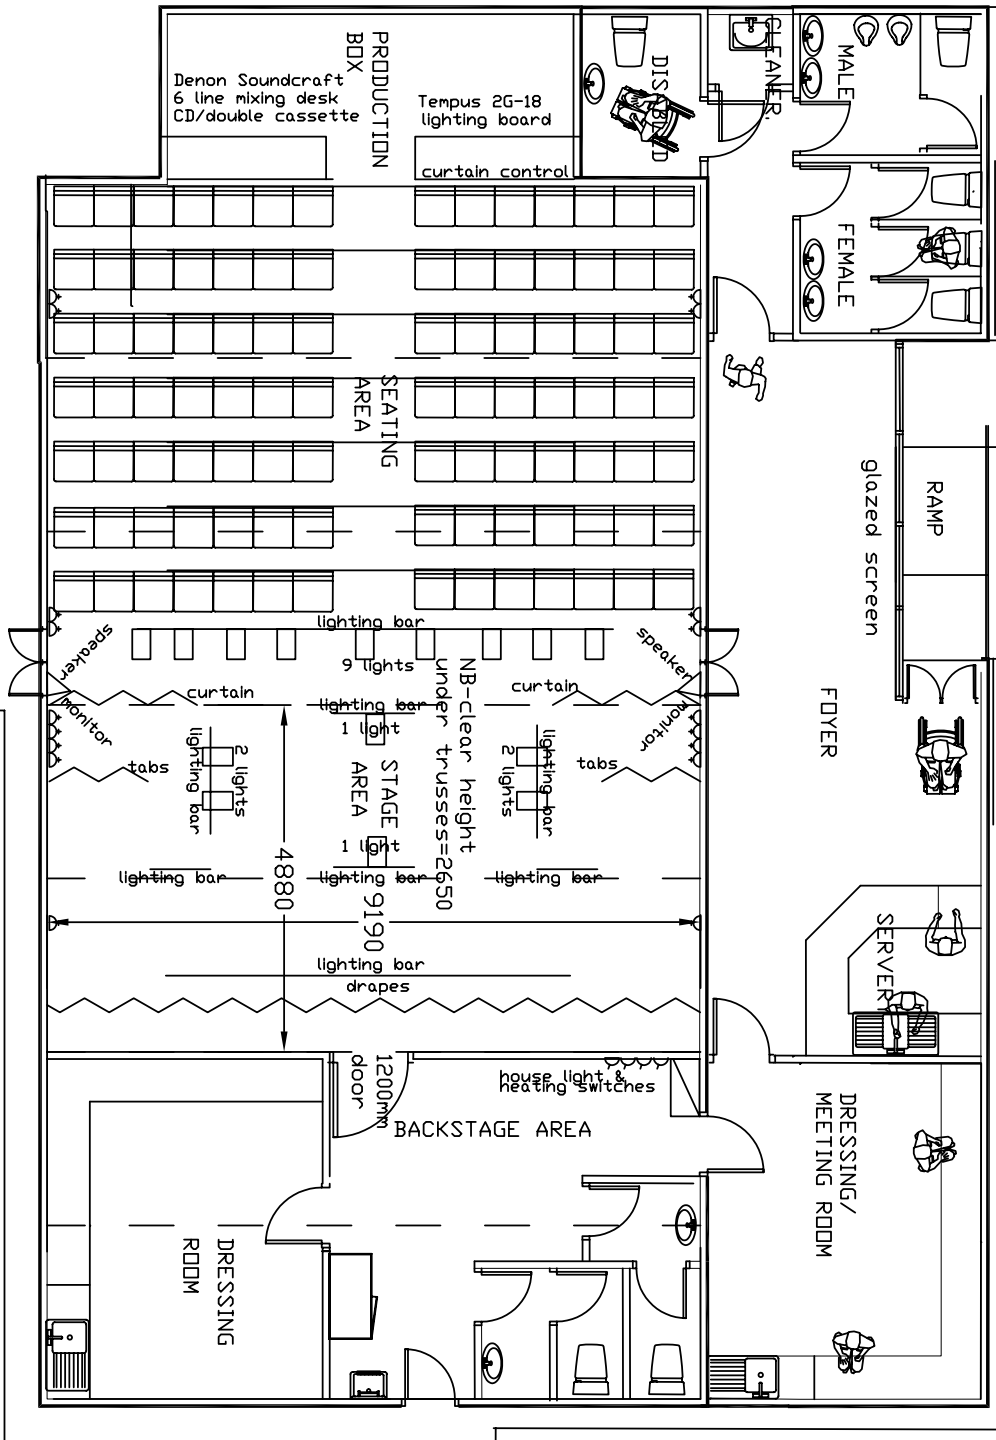 PRODUCTION
BOX
Denon Soundcraft
6 line mixing desk
CD/double cassette
Tempus 2G-18
lighting board
curtain control
DISABLED
CLEANER.
MALE
FEMALE
SEATING
AREA
glazed screen
RAMP
FOYER
lighting bar
speaker
speaker
9 lights
NB-clear height
under trusses=2650
curtain
curtain
lighting bar
monitor
monitor
1 light
tabs
tabs
lighting bar
2 lights
2 lights
lighting bar
STAGE
AREA
1 light
lighting bar
lighting bar
lighting bar
4880
9190
lighting bar
drapes
SERVERY
1200mm
door
house light &
heating switches
BACKSTAGE AREA
DRESSING/
MEETING ROOM
DRESSING
ROOM